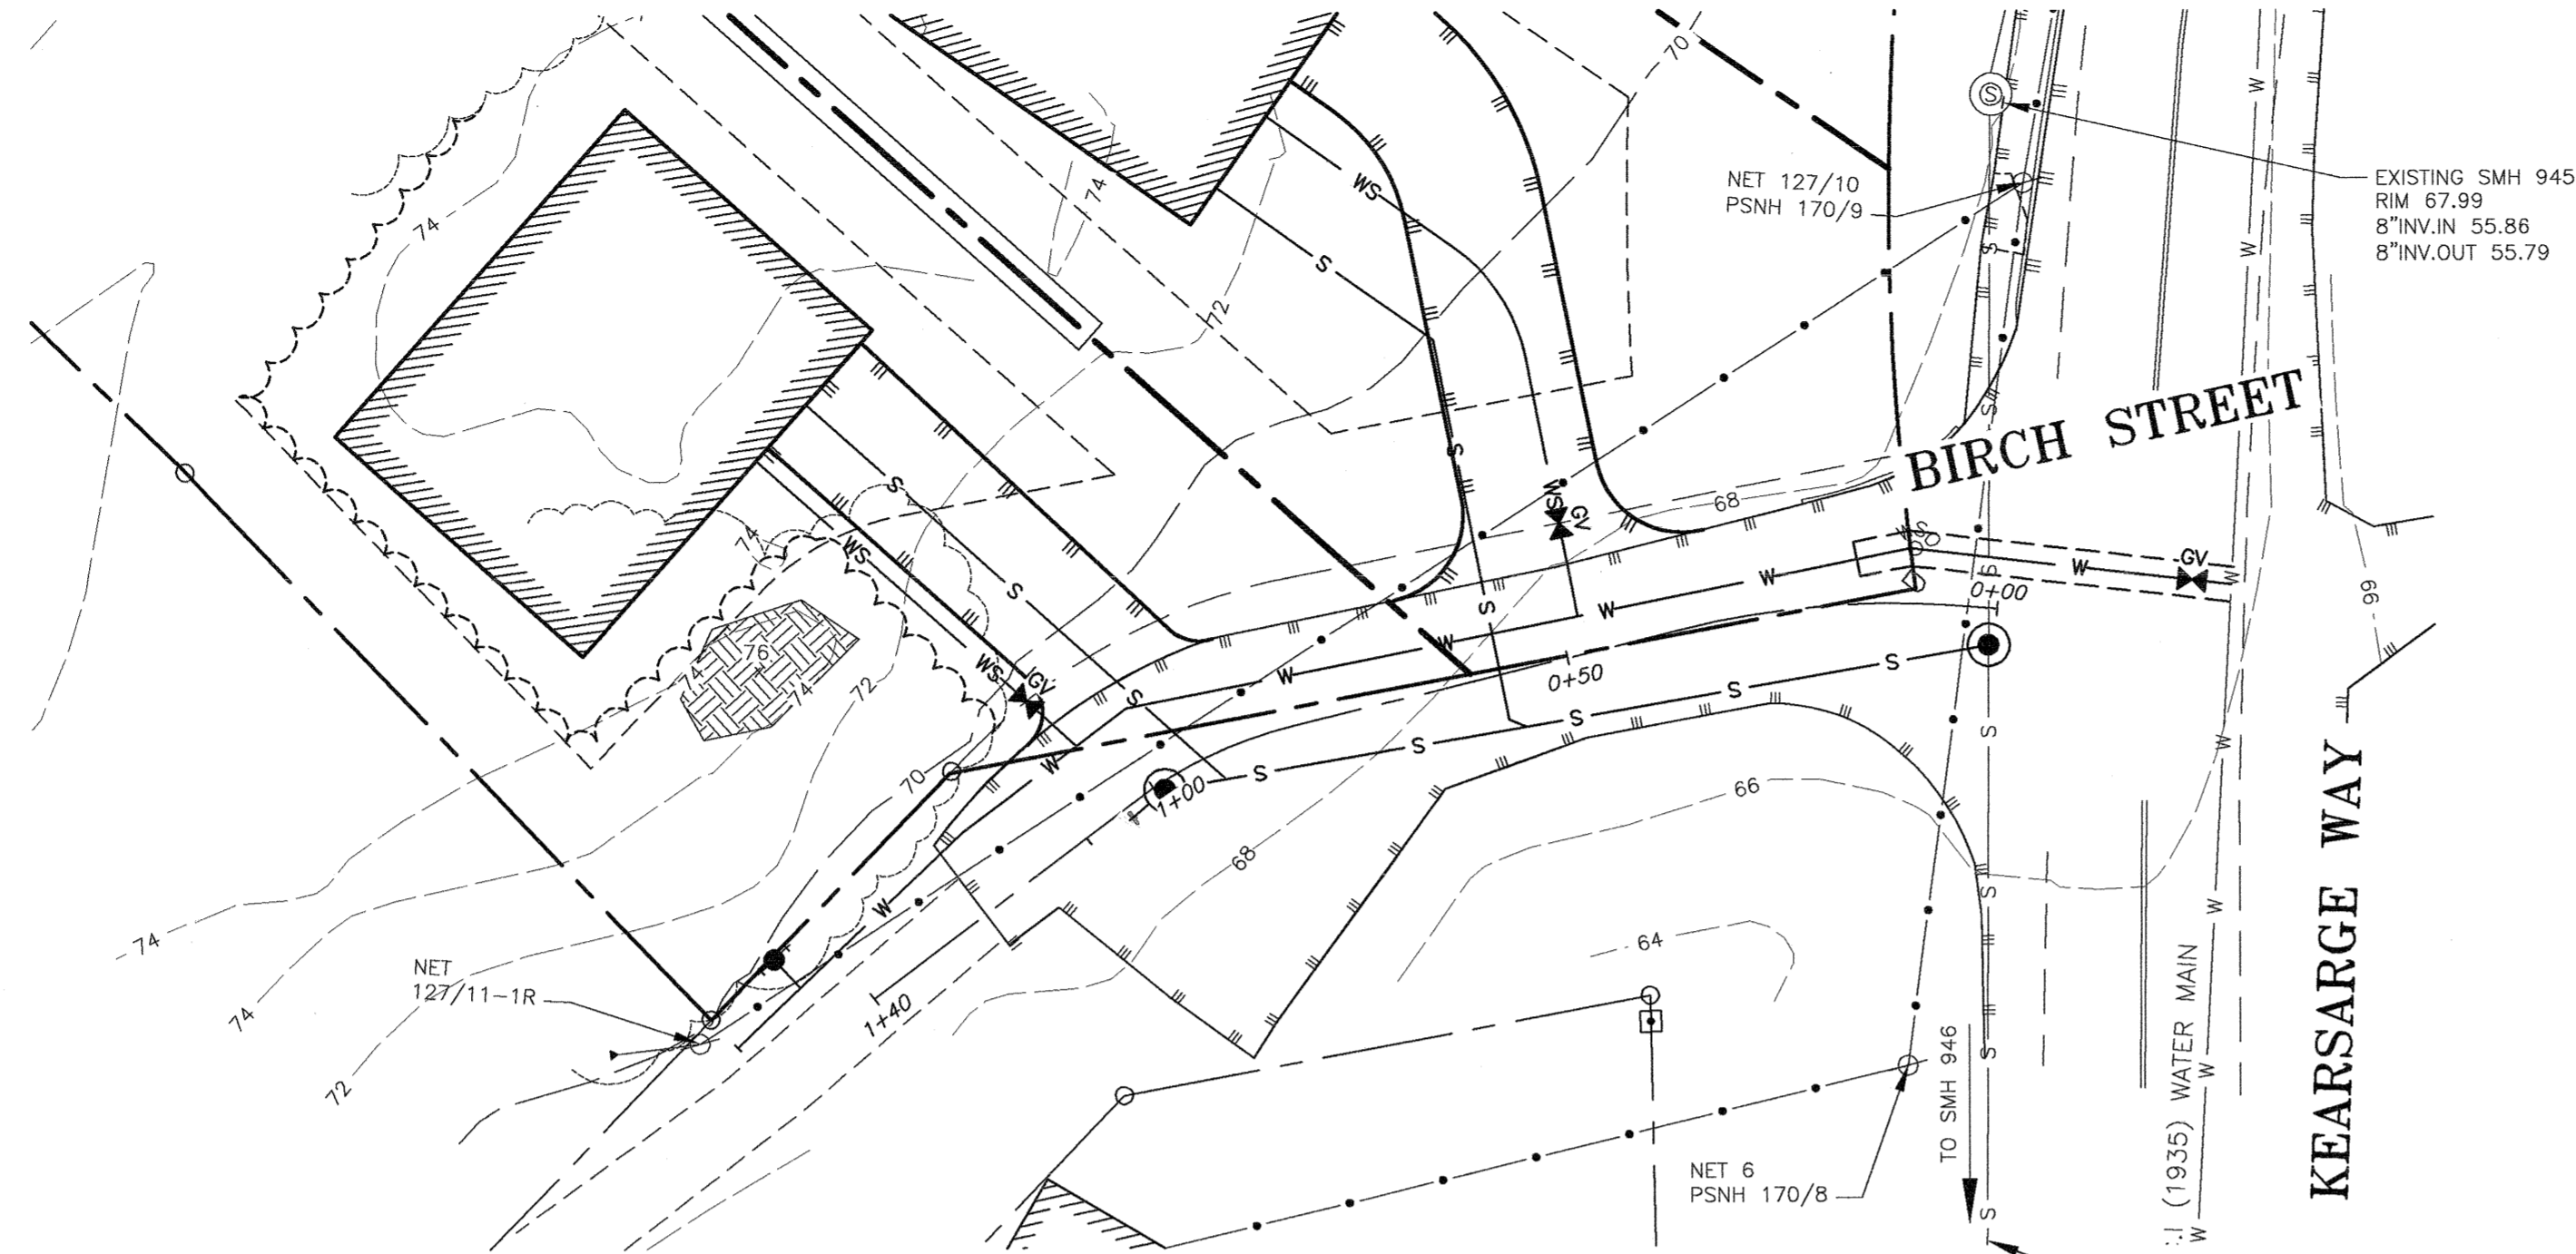 70
74
74
72
NET 127/10
PSNH 170/9
EXISTING SMH 945
RIM 67.99
8"INV.IN 55.86
8"INV.OUT 55.79
S
WS
S
S
S
W
W
BIRCH STREET
68
WS
GV
S
S
WS
74
S
GV
W
W
0+00
S
W
W
W
W
S
0+50
S
S
S
S
S
WS
GV
S
76
74
74
72
70
W
1+00
66
66
68
W
64
74
74
72
NET
127/11-1R
1+40
NET 6
PSNH 170/8
TO SMH 946
S
S
S
S
(1935) WATER MAIN
W
W
W
W
KEARSARGE WAY